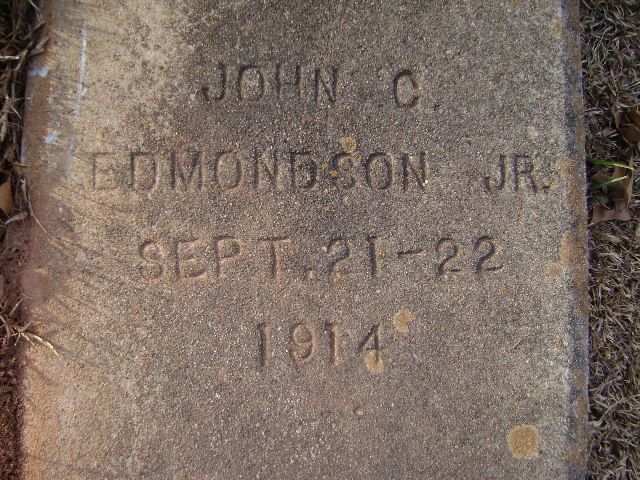 JOHN C.
EDMONDSON JR.
SEPT. 21-22
1914